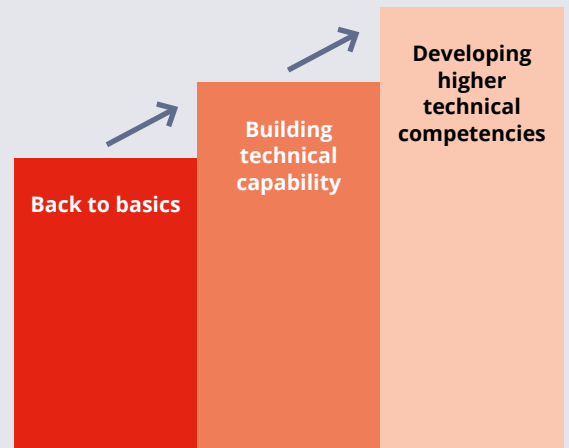 Back to basics
Building
technical
capability
Developing
higher
technical
competencies